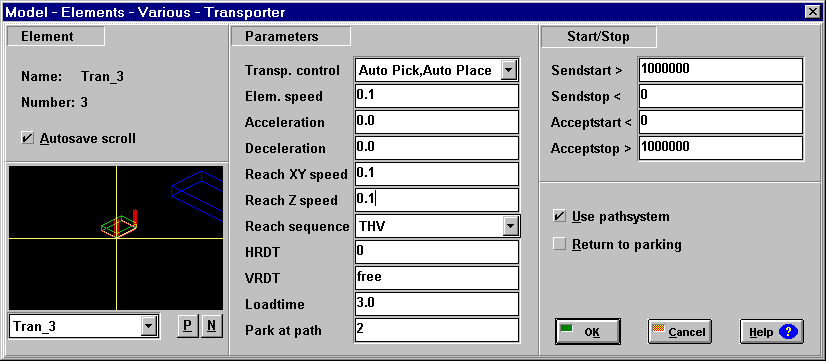 Model - Elements - Various - Transporter
Element
Name: Tran_3
Number: 3
Autosave scroll
Tran_3
P N
Parameters
Transp. control Auto Pick,Auto Place
Elem. speed 0.1
Acceleration 0.0
Deceleration 0.0
Reach XY speed 0.1
Reach Z speed 0.1
Reach sequence THV
HRDT 0
VRDT free
Loadtime 3.0
Park at path 2
Start/Stop
Sendstart > 1000000
Sendstop < 0
Acceptstart < 0
Acceptstop > 1000000
Use pathsystem
Return to parking
OK Cancel Help ?